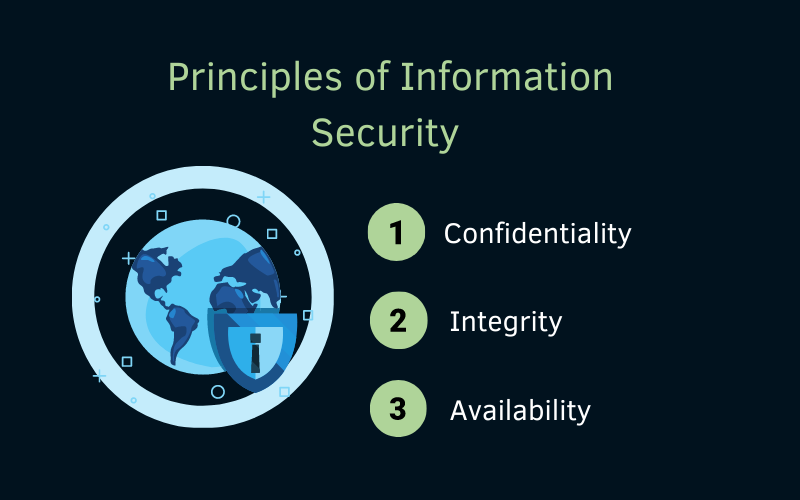 Principles of Information
Security
1 Confidentiality
2 Integrity
3 Availability